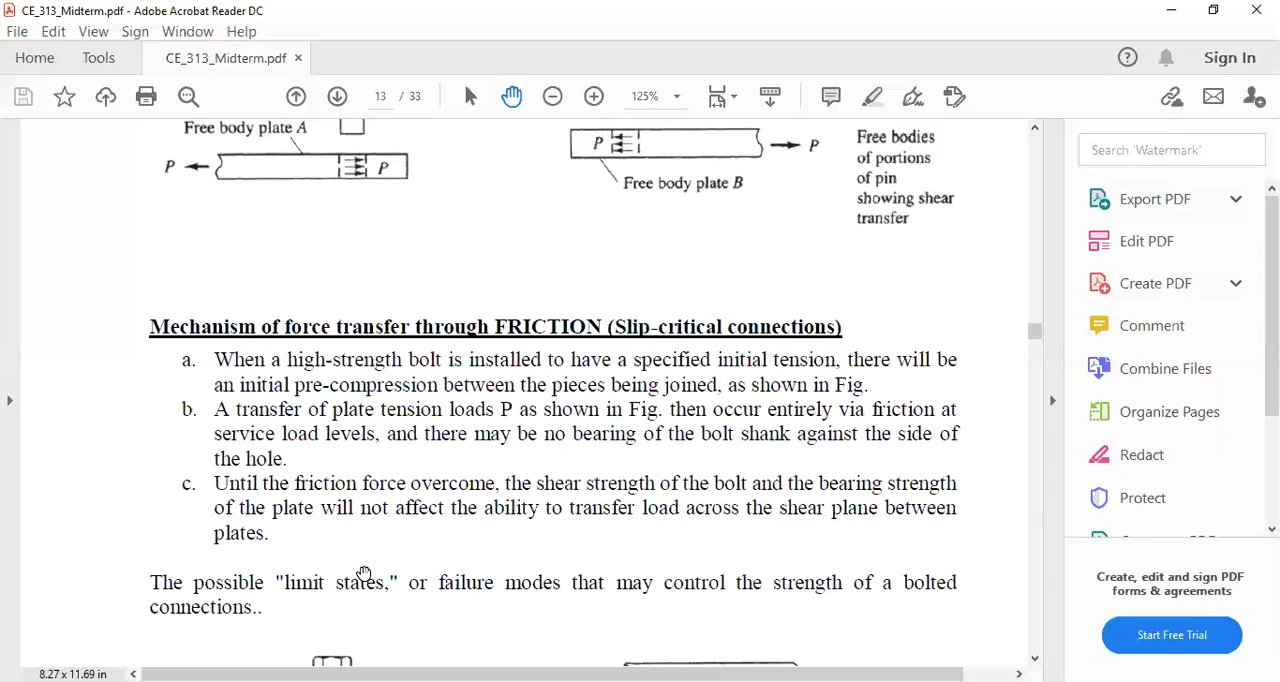 CE_313_Midterm.pdf - Adobe Acrobat Reader DC
File Edit View Sign Window Help
Home Tools CE_313_Midterm.pdf × Sign In
13 / 33 125%
Free body plate A
P P
P P
Free body plate B
Free bodies
of portions
of pin
showing shear
transfer
Mechanism of force transfer through FRICTION (Slip-critical connections)
a. When a high-strength bolt is installed to have a specified initial tension, there will be
an initial pre-compression between the pieces being joined, as shown in Fig.
b. A transfer of plate tension loads P as shown in Fig. then occur entirely via friction at
service load levels, and there may be no bearing of the bolt shank against the side of
the hole.
c. Until the friction force overcome, the shear strength of the bolt and the bearing strength
of the plate will not affect the ability to transfer load across the shear plane between
plates.
The possible "limit states," or failure modes that may control the strength of a bolted
connections..
8.27 x 11.69 in
Search 'Watermark'
Export PDF
Edit PDF
Create PDF
Comment
Combine Files
Organize Pages
Redact
Protect
Create, edit and sign PDF
forms & agreements
Start Free Trial